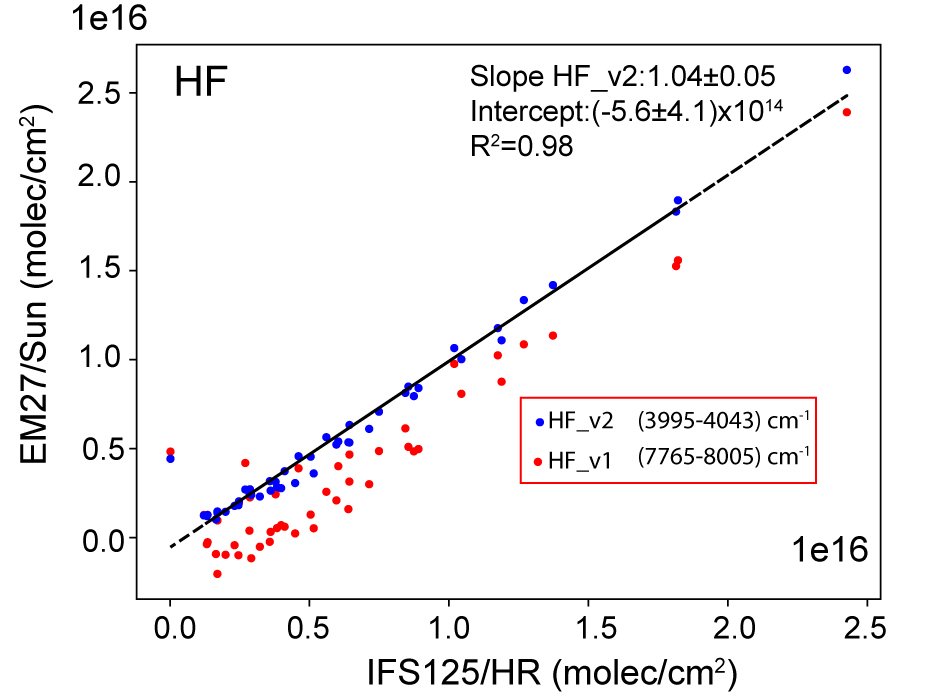 1e16
HF
Slope HF_v2:1.04±0.05
Intercept:(-5.6±4.1)x10¹⁴
R²=0.98
2.5
2.0
1.5
1.0
0.5
0.0
EM27/Sun (molec/cm²)
HF_v2 (3995-4043) cm⁻¹
HF_v1 (7765-8005) cm⁻¹
1e16
0.0 0.5 1.0 1.5 2.0 2.5
IFS125/HR (molec/cm²)